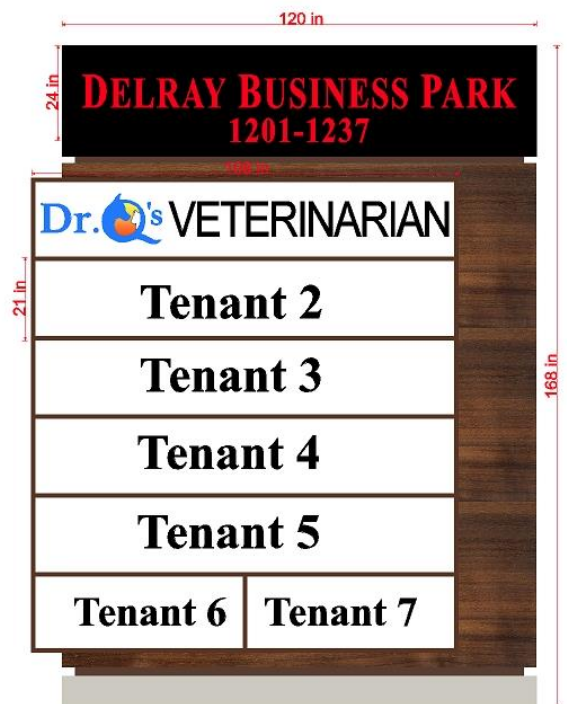 120 in
24 in
DELRAY BUSINESS PARK
1201-1237
Dr. Q's VETERINARIAN
21 in
Tenant 2
Tenant 3
168 in
Tenant 4
Tenant 5
Tenant 6 Tenant 7